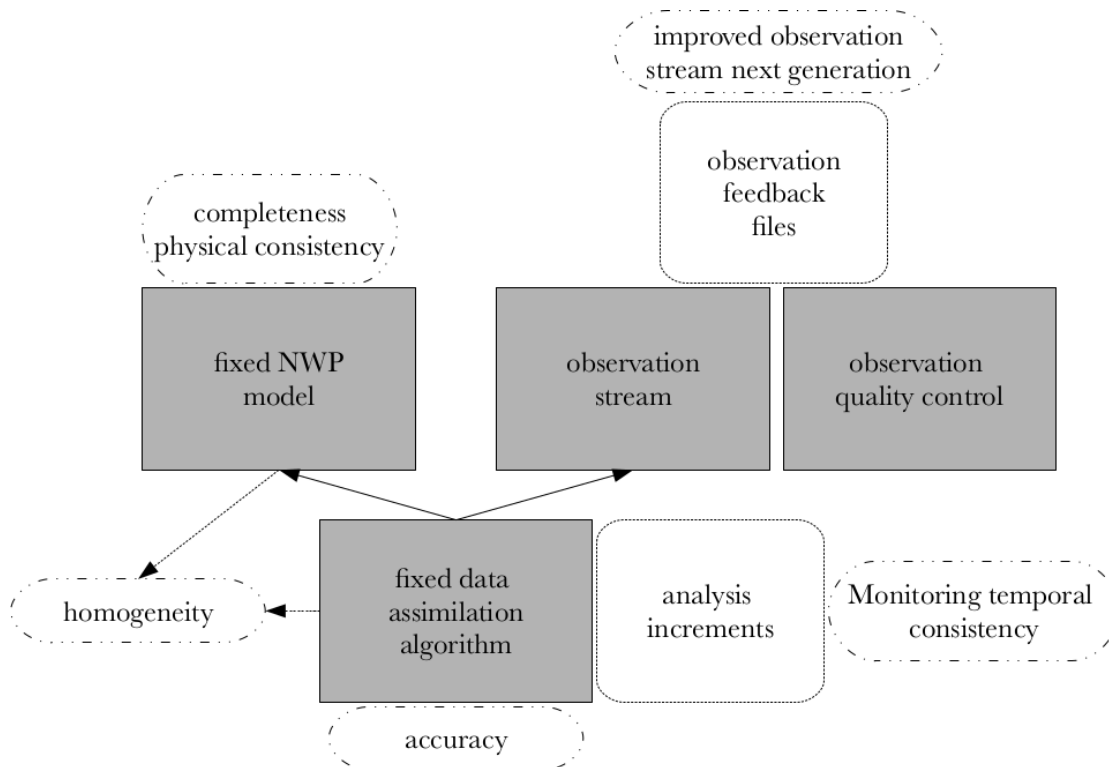 improved observation
stream next generation
observation
feedback
files
completeness
physical consistency
fixed NWP
model
observation
stream
observation
quality control
homogeneity
fixed data
assimilation
algorithm
analysis
increments
Monitoring temporal
consistency
accuracy